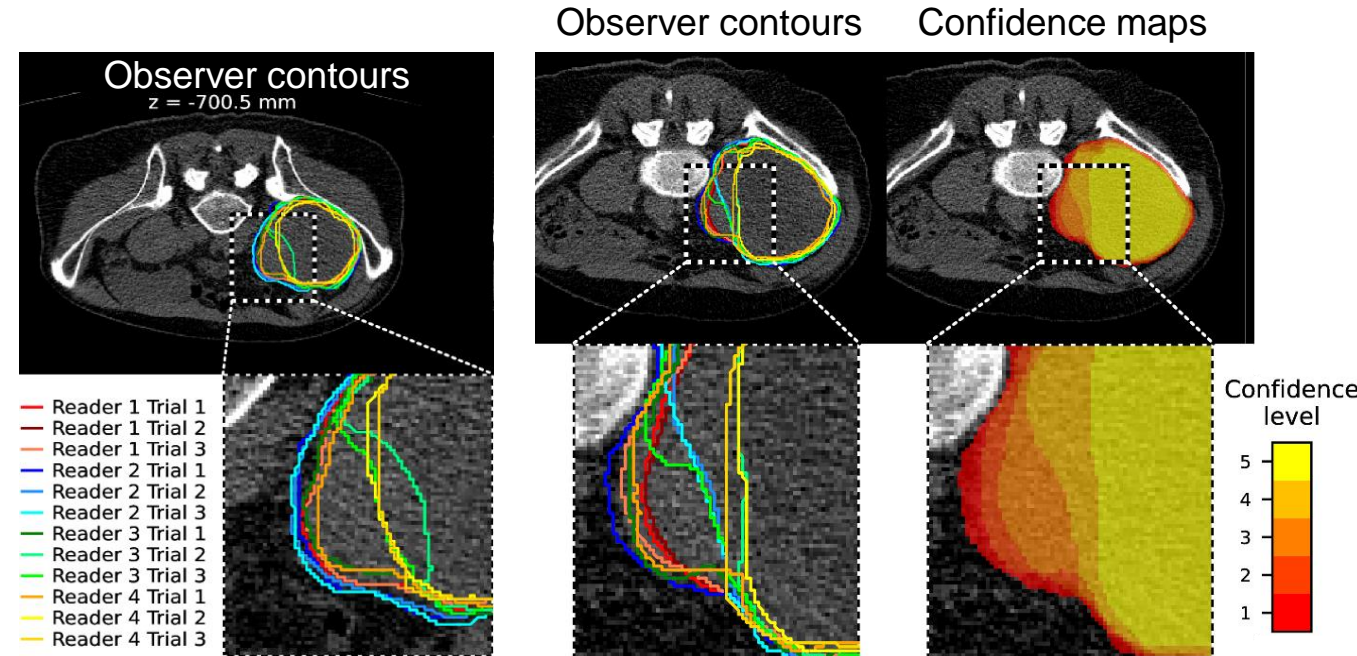 Observer contours
Confidence maps
Observer contours
z = -700.5 mm
Reader 1 Trial 1
Reader 1 Trial 2
Reader 1 Trial 3
Reader 2 Trial 1
Reader 2 Trial 2
Reader 2 Trial 3
Reader 3 Trial 1
Reader 3 Trial 2
Reader 3 Trial 3
Reader 4 Trial 1
Reader 4 Trial 2
Reader 4 Trial 3
Confidence
level
5
4
3
2
1